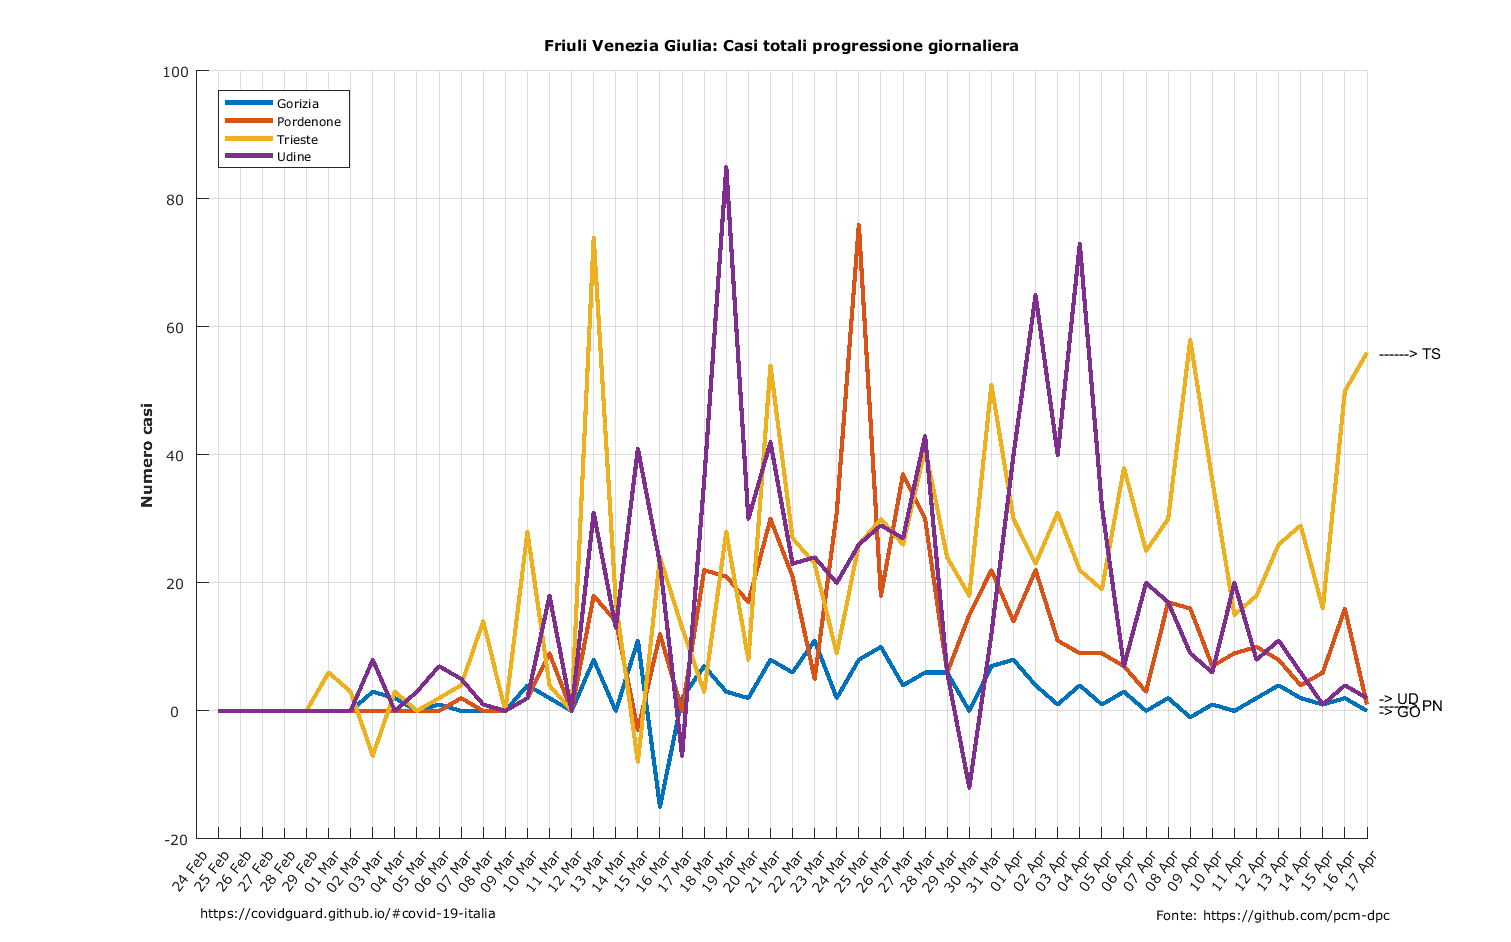 Friuli Venezia Giulia: Casi totali progressione giornaliera
100
80
60
40
20
0
-20
Numero casi
Gorizia
Pordenone
Trieste
Udine
------> TS
-> UD
------> PN
-> GO
24 Feb
25 Feb
26 Feb
27 Feb
28 Feb
29 Feb
01 Mar
02 Mar
03 Mar
04 Mar
05 Mar
06 Mar
07 Mar
08 Mar
09 Mar
10 Mar
11 Mar
12 Mar
13 Mar
14 Mar
15 Mar
16 Mar
17 Mar
18 Mar
19 Mar
20 Mar
21 Mar
22 Mar
23 Mar
24 Mar
25 Mar
26 Mar
27 Mar
28 Mar
29 Mar
30 Mar
31 Mar
01 Apr
02 Apr
03 Apr
04 Apr
05 Apr
06 Apr
07 Apr
08 Apr
09 Apr
10 Apr
11 Apr
12 Apr
13 Apr
14 Apr
15 Apr
16 Apr
17 Apr
https://covidguard.github.io/#covid-19-italia
Fonte: https://github.com/pcm-dpc